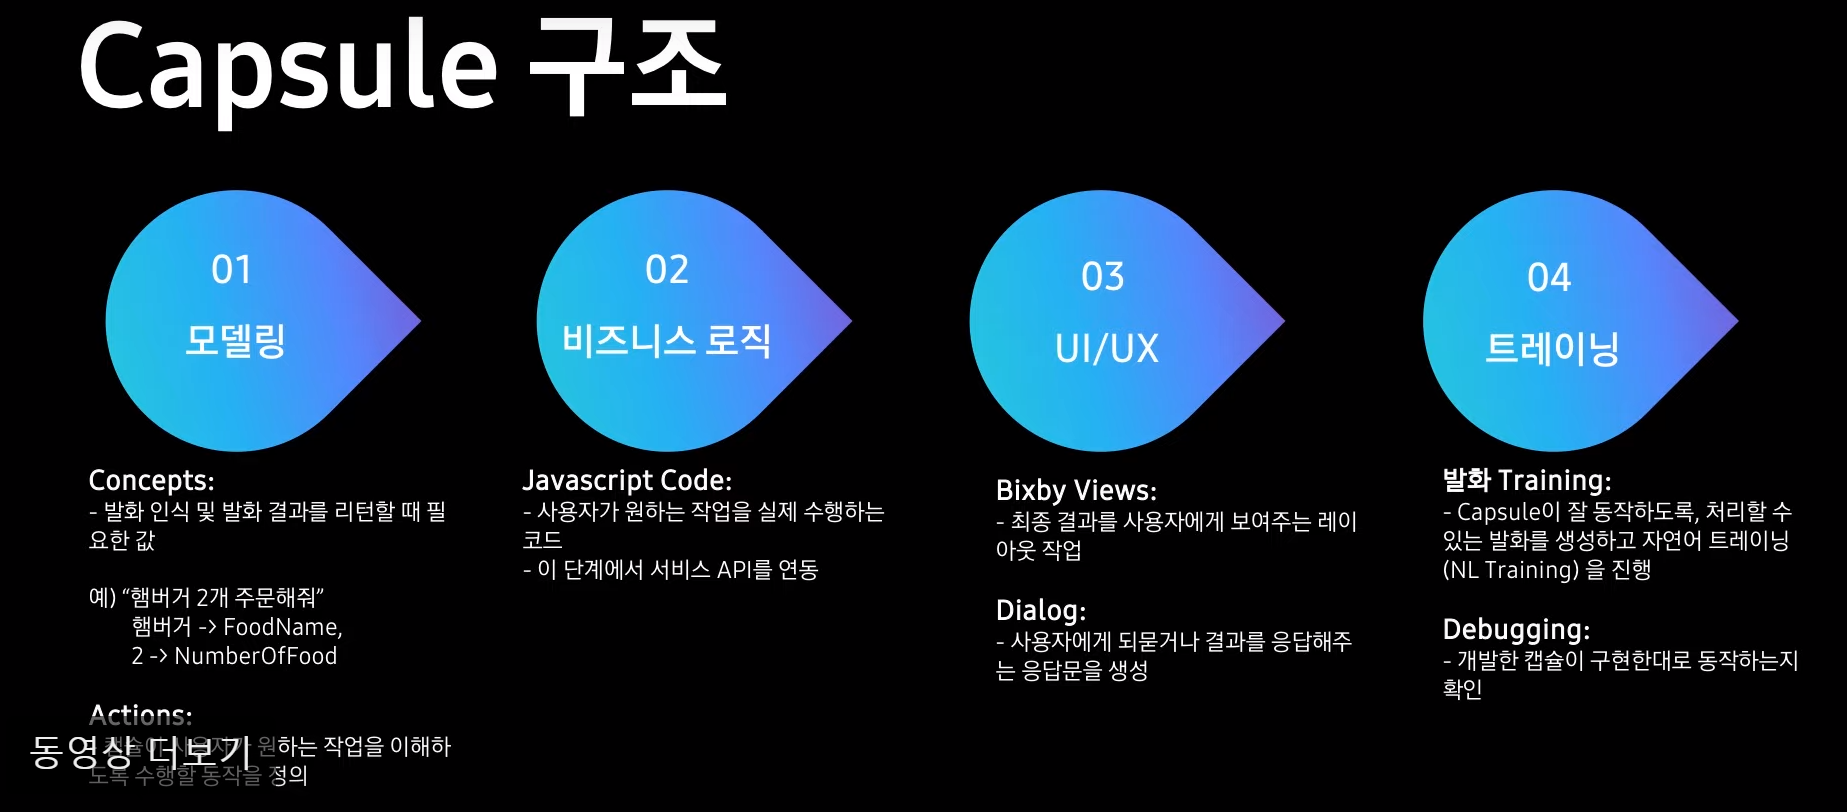 Capsule 구조
01
모델링
Concepts:
- 발화 인식 및 발화 결과를 리턴할 때 필
요한 값
예) “햄버거 2개 주문해줘”
햄버거 -> FoodName,
2 -> NumberOfFood
Actions:
- 캡슐이 사용자가 원하는 작업을 이해하
도록 수행할 동작을 정의
동영상 더보기
02
비즈니스 로직
Javascript Code:
- 사용자가 원하는 작업을 실제 수행하는
코드
- 이 단계에서 서비스 API를 연동
03
UI/UX
Bixby Views:
- 최종 결과를 사용자에게 보여주는 레이
아웃 작업
Dialog:
- 사용자에게 되묻거나 결과를 응답해주
는 응답문을 생성
04
트레이닝
발화 Training:
- Capsule이 잘 동작하도록, 처리할 수
있는 발화를 생성하고 자연어 트레이닝
(NL Training) 을 진행
Debugging:
- 개발한 캡슐이 구현한대로 동작하는지
확인